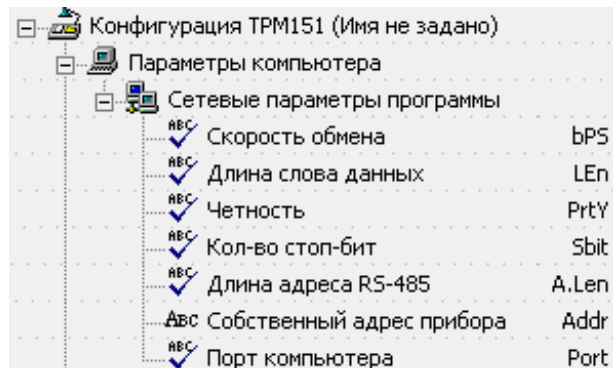 Конфигурация ТРМ151 (Имя не задано)
Параметры компьютера
Сетевые параметры программы
Скорость обмена bPS
Длина слова данных LEn
Четность PrtY
Кол-во стоп-бит Sbit
Длина адреса RS-485 A.Len
Собственный адрес прибора Addr
Порт компьютера Port